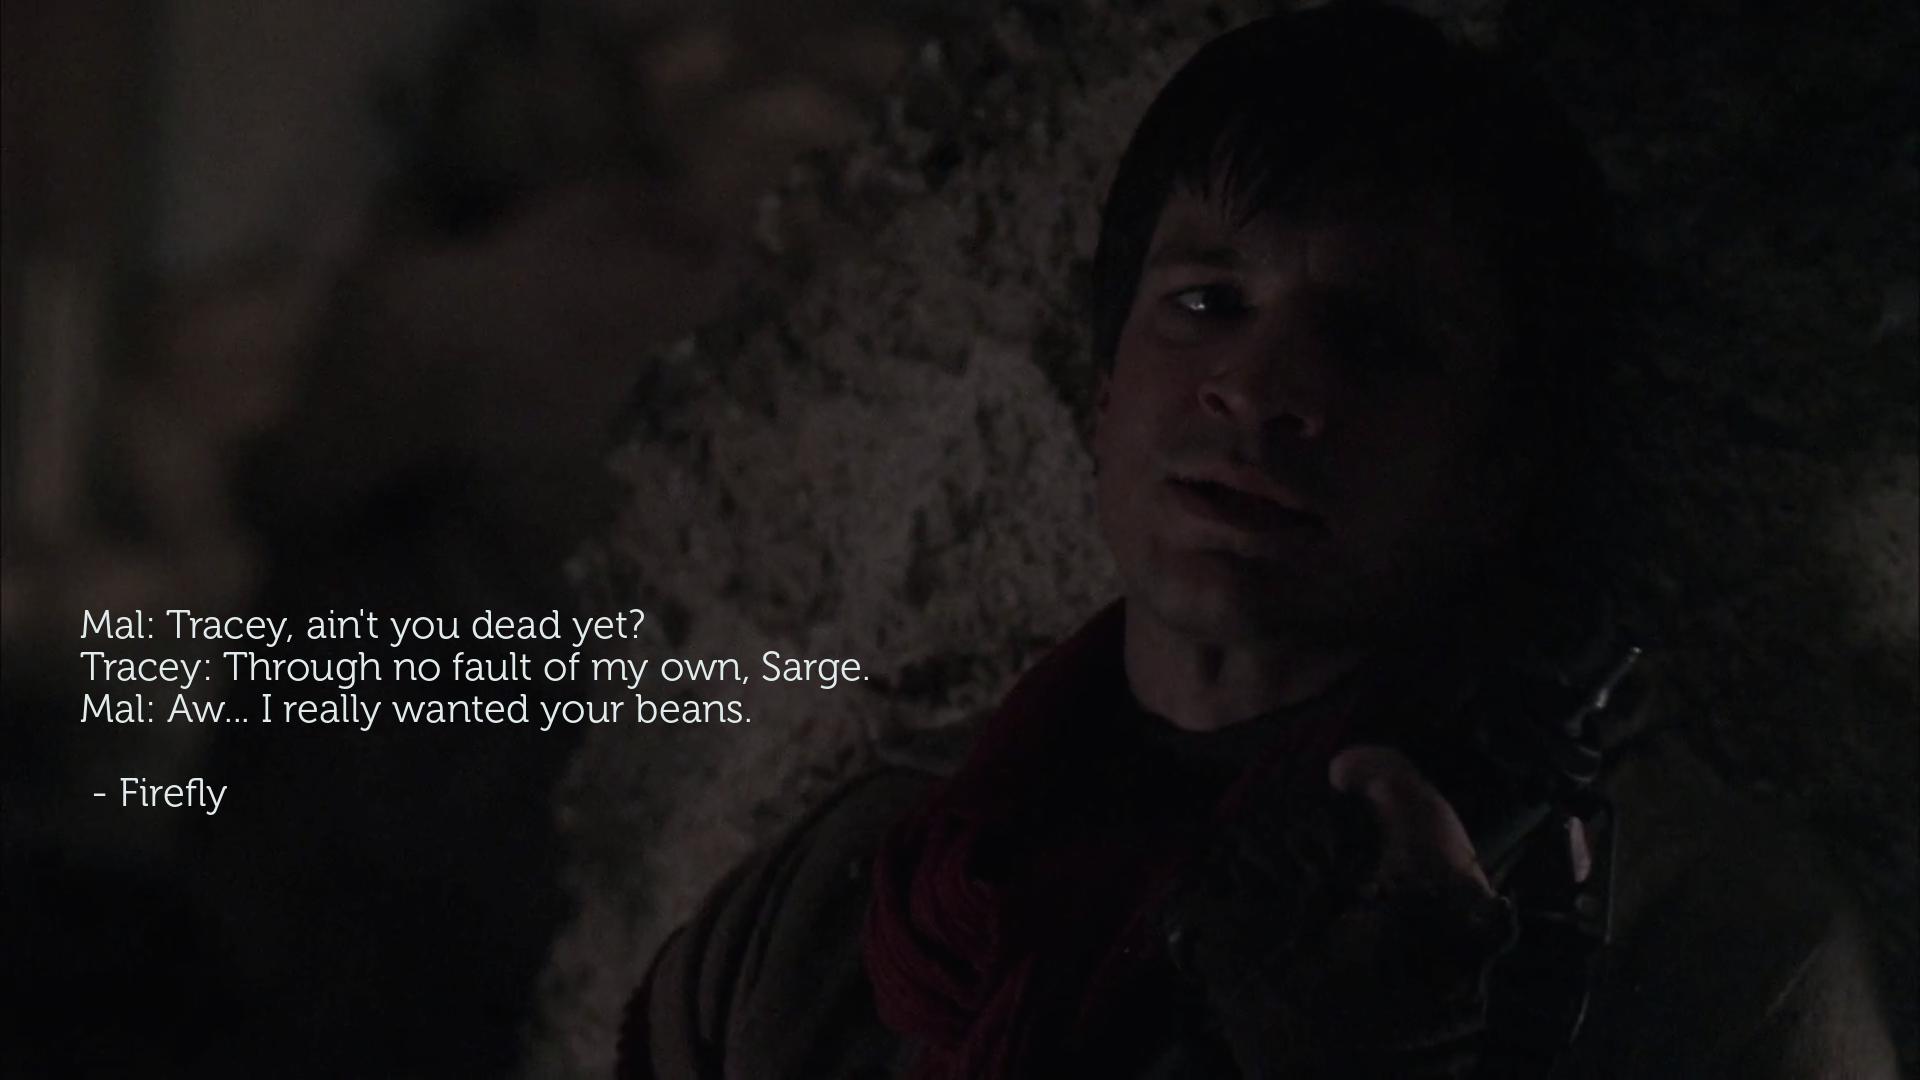 Mal: Tracey, ain't you dead yet?
Tracey: Through no fault of my own, Sarge.
Mal: Aw... I really wanted your beans.
- Firefly